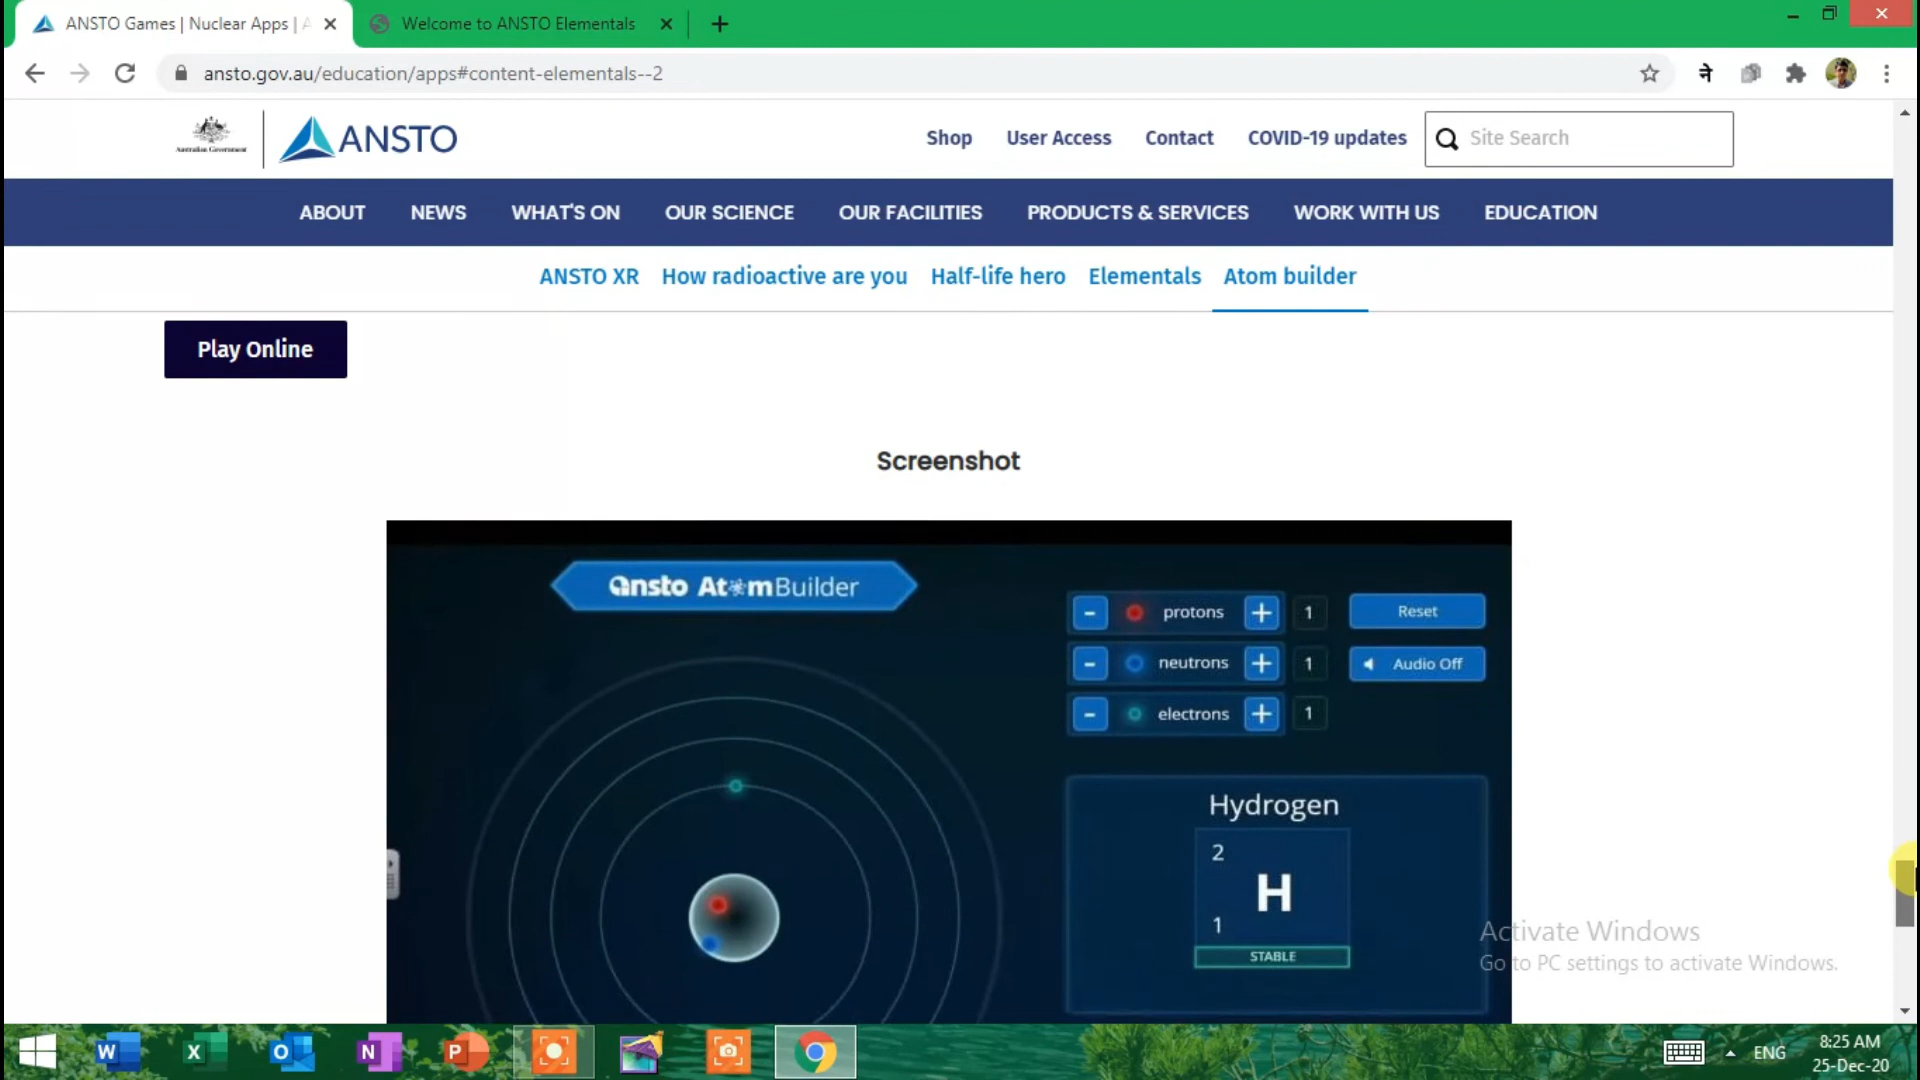 ANSTO Games | Nuclear Apps | A
Welcome to ANSTO Elementals
ansto.gov.au/education/apps#content-elementals--2
ने
Australian Government
ANSTO
Shop User Access Contact COVID-19 updates Site Search
ABOUT NEWS WHAT'S ON OUR SCIENCE OUR FACILITIES PRODUCTS & SERVICES WORK WITH US EDUCATION
ANSTO XR How radioactive are you Half-life hero Elementals Atom builder
Play Online
Screenshot
ansto AtomBuilder
- protons + 1 Reset
- neutrons + 1 Audio Off
- electrons + 1
Hydrogen
2
H
1
STABLE
Activate Windows
Go to PC settings to activate Windows.
W X O N P
ENG
8:25 AM
25-Dec-20